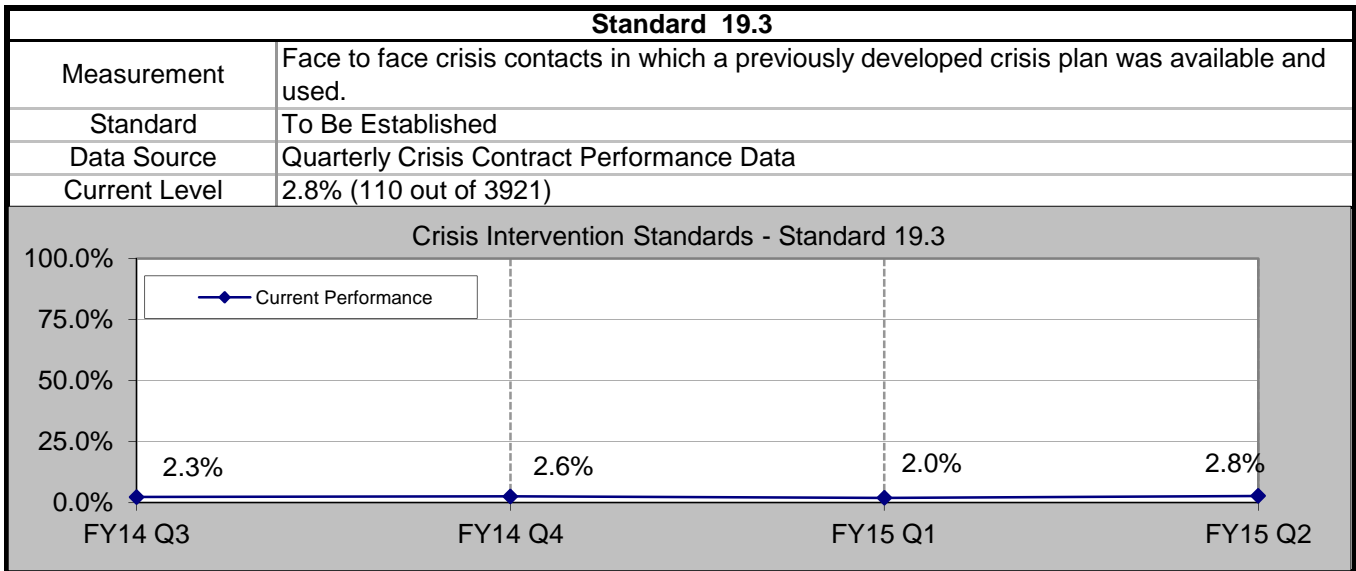 Standard 19.3
Measurement
Face to face crisis contacts in which a previously developed crisis plan was available and
used.
Standard
To Be Established
Data Source
Quarterly Crisis Contract Performance Data
Current Level
2.8% (110 out of 3921)
Crisis Intervention Standards - Standard 19.3
100.0%
Current Performance
75.0%
50.0%
25.0%
2.3%
2.6%
2.0%
2.8%
0.0%
FY14 Q3
FY14 Q4
FY15 Q1
FY15 Q2